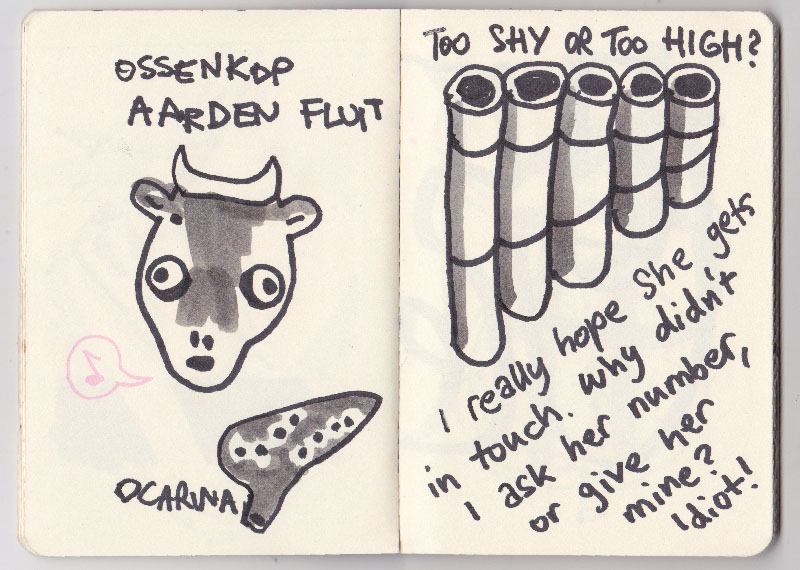 OSSENKOP
AARDEN FLUIT
OCARINA
TOO SHY OR TOO HIGH?
I really hope she gets
in touch. why didn't
I ask her number,
or give her
mine?
Idiot!